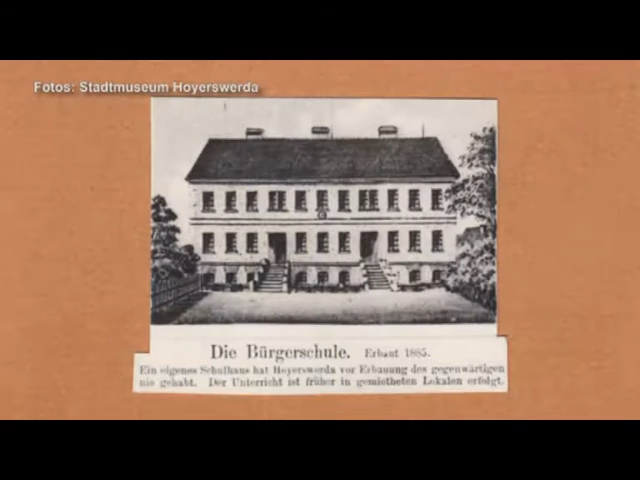 Fotos: Stadtmuseum Hoyerswerda
Die Bürgerschule. Erbaut 1885.
Ein eigenes Schulhaus hat Hoyerswerda vor Erbauung des gegenwärtigen
nie gehabt. Der Unterricht ist früher in gemietheten Lokalen erfolgt.